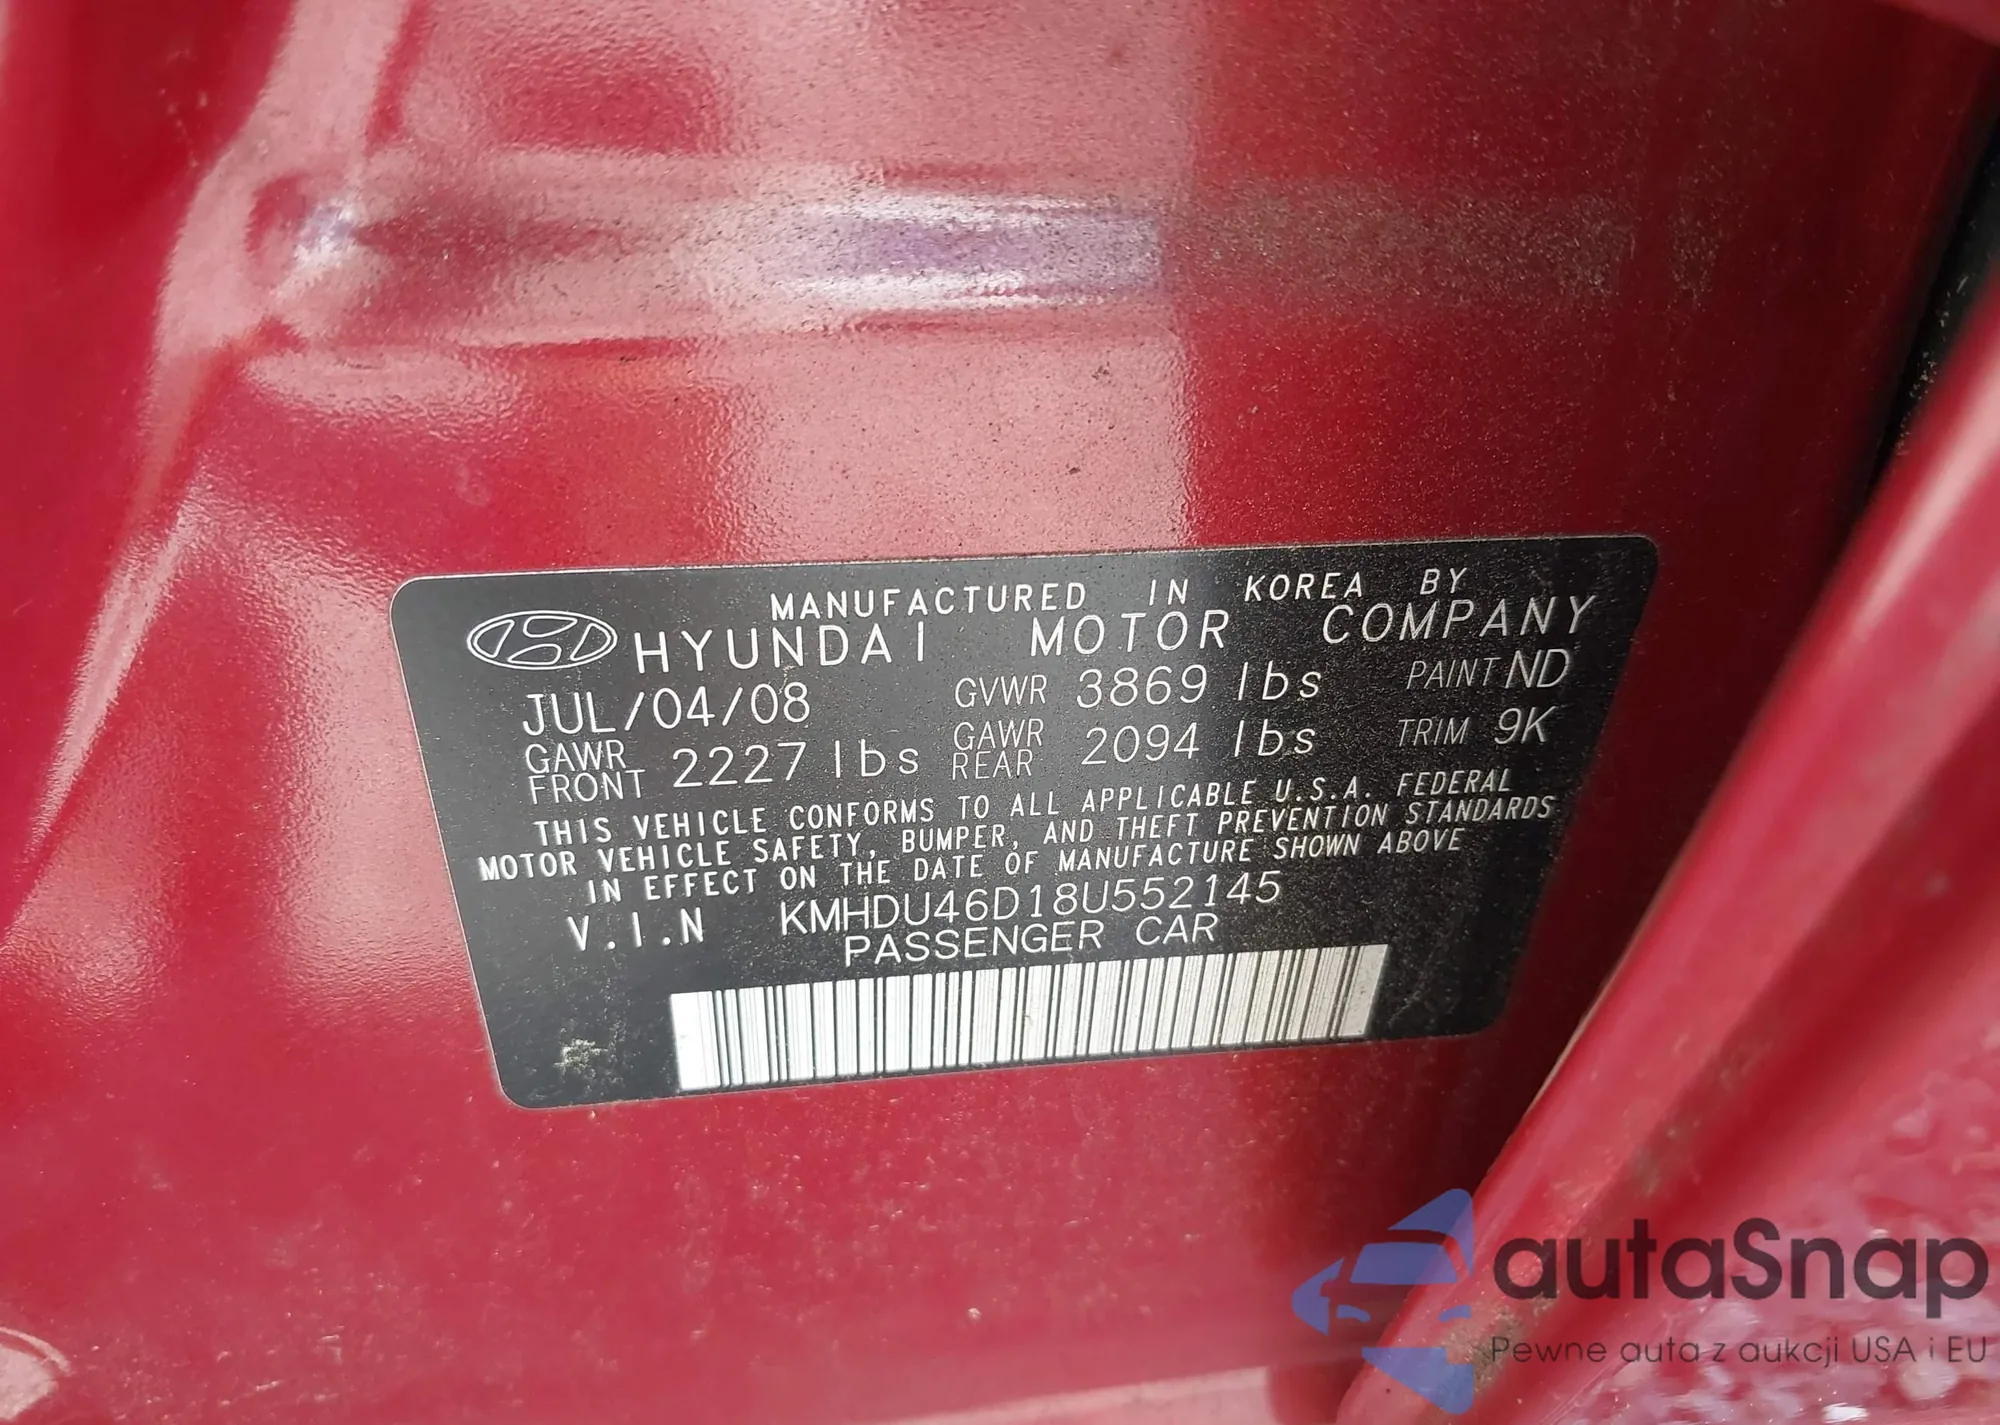 MANUFACTURED IN KOREA BY
HYUNDAI MOTOR COMPANY
JUL/04/08 GVWR 3869 lbs PAINT ND
GAWR FRONT 2227 lbs GAWR REAR 2094 lbs TRIM 9K
THIS VEHICLE CONFORMS TO ALL APPLICABLE U.S.A. FEDERAL
MOTOR VEHICLE SAFETY, BUMPER, AND THEFT PREVENTION STANDARDS
IN EFFECT ON THE DATE OF MANUFACTURE SHOWN ABOVE
V.I.N KMHDU46D18U552145
PASSENGER CAR
autaSnap
Pewne auta z aukcji USA i EU